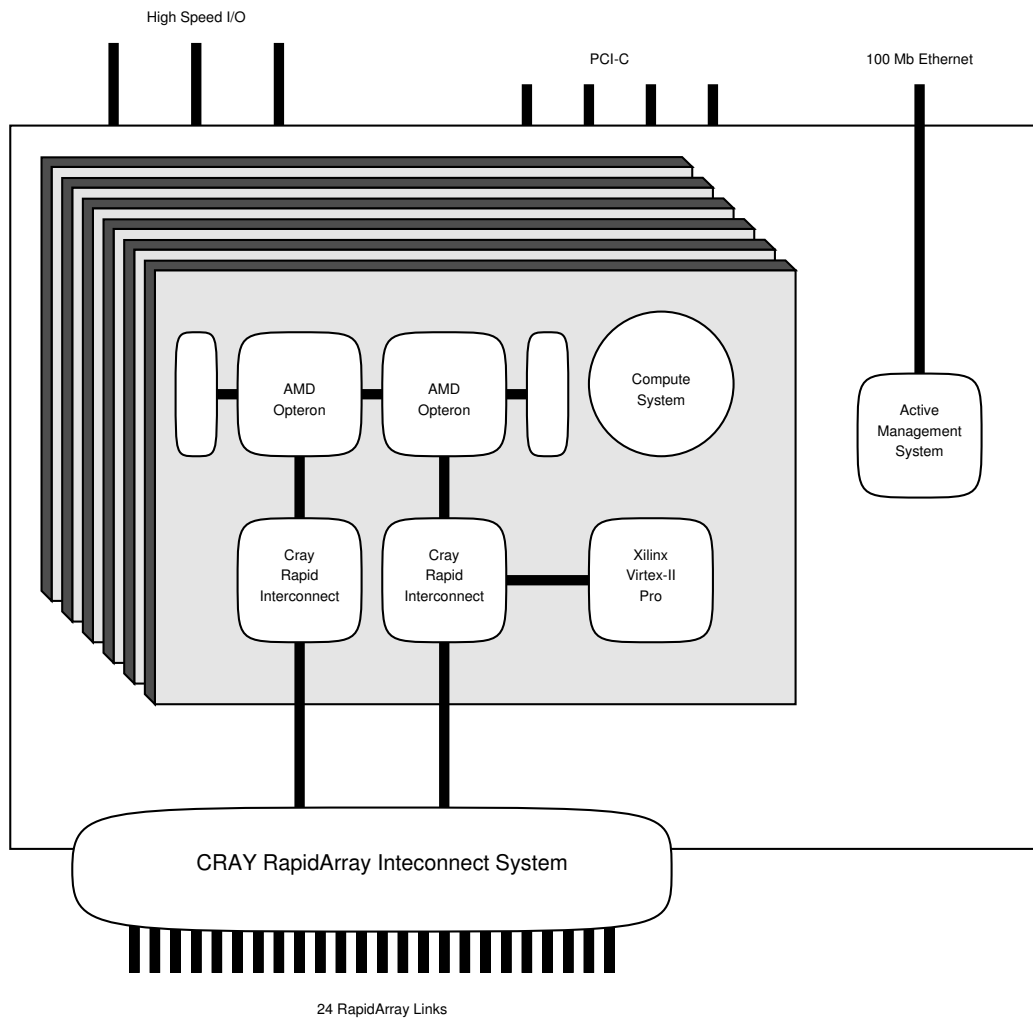 High Speed I/O
PCI-C
100 Mb Ethernet
AMD
Opteron
AMD
Opteron
Compute
System
Active
Management
System
Cray
Rapid
Interconnect
Cray
Rapid
Interconnect
Xilinx
Virtex-II
Pro
CRAY RapidArray Inteconnect System
24 RapidArray Links